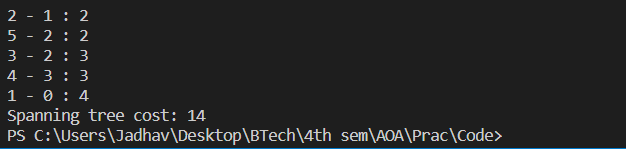 2 - 1 : 2
5 - 2 : 2
3 - 2 : 3
4 - 3 : 3
1 - 0 : 4
Spanning tree cost: 14
PS C:\Users\Jadhav\Desktop\BTech\4th sem\AOA\Prac\Code>